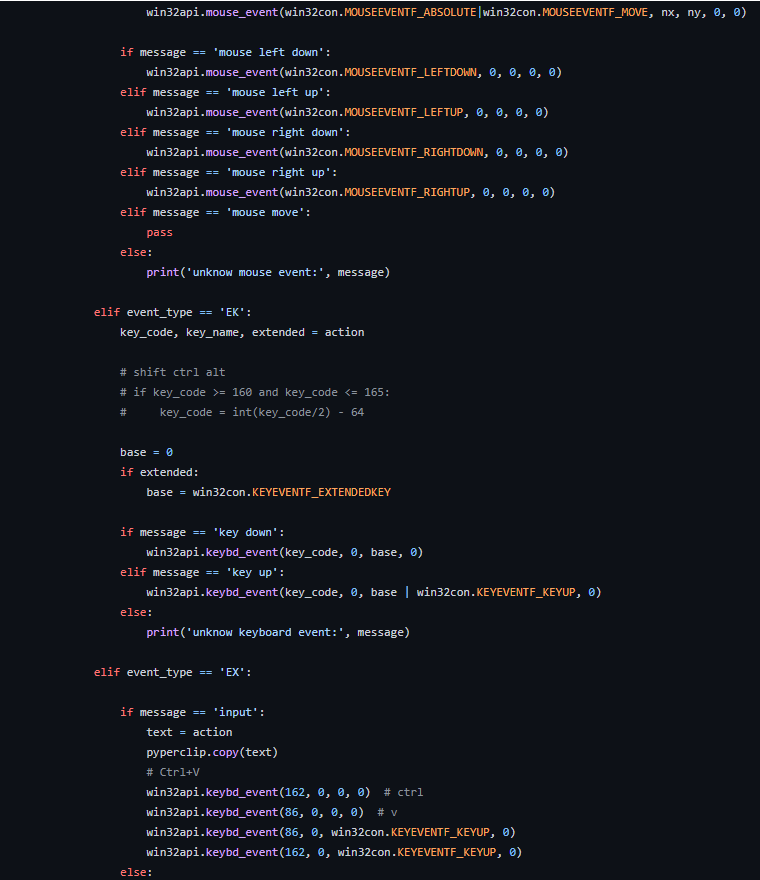 win32api.mouse_event(win32con.MOUSEEVENTF_ABSOLUTE|win32con.MOUSEEVENTF_MOVE, nx, ny, 0, 0)
if message == 'mouse left down':
win32api.mouse_event(win32con.MOUSEEVENTF_LEFTDOWN, 0, 0, 0, 0)
elif message == 'mouse left up':
win32api.mouse_event(win32con.MOUSEEVENTF_LEFTUP, 0, 0, 0, 0)
elif message == 'mouse right down':
win32api.mouse_event(win32con.MOUSEEVENTF_RIGHTDOWN, 0, 0, 0, 0)
elif message == 'mouse right up':
win32api.mouse_event(win32con.MOUSEEVENTF_RIGHTUP, 0, 0, 0, 0)
elif message == 'mouse move':
pass
else:
print('unknow mouse event:', message)
elif event_type == 'EK':
key_code, key_name, extended = action
# shift ctrl alt
# if key_code >= 160 and key_code <= 165:
#     key_code = int(key_code/2) - 64
base = 0
if extended:
base = win32con.KEYEVENTF_EXTENDEDKEY
if message == 'key down':
win32api.keybd_event(key_code, 0, base, 0)
elif message == 'key up':
win32api.keybd_event(key_code, 0, base | win32con.KEYEVENTF_KEYUP, 0)
else:
print('unknow keyboard event:', message)
elif event_type == 'EX':
if message == 'input':
text = action
pyperclip.copy(text)
# Ctrl+V
win32api.keybd_event(162, 0, 0, 0)  # ctrl
win32api.keybd_event(86, 0, 0, 0)  # v
win32api.keybd_event(86, 0, win32con.KEYEVENTF_KEYUP, 0)
win32api.keybd_event(162, 0, win32con.KEYEVENTF_KEYUP, 0)
else: